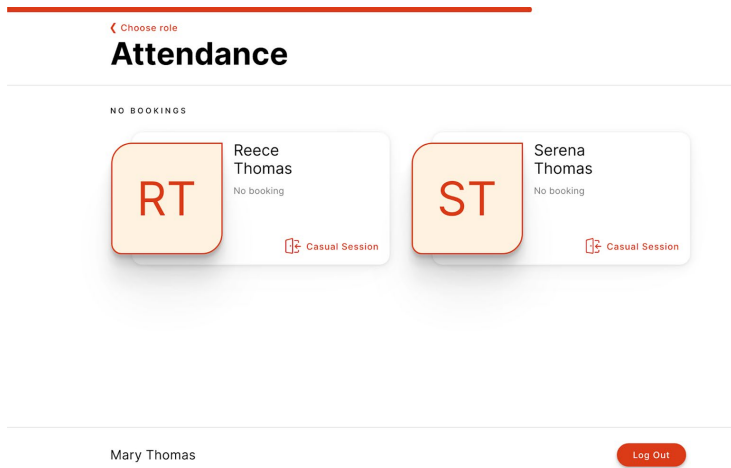 Choose role
Attendance
NO BOOKINGS
RT
Reece
Thomas
No booking
Casual Session
ST
Serena
Thomas
No booking
Casual Session
Mary Thomas
Log Out